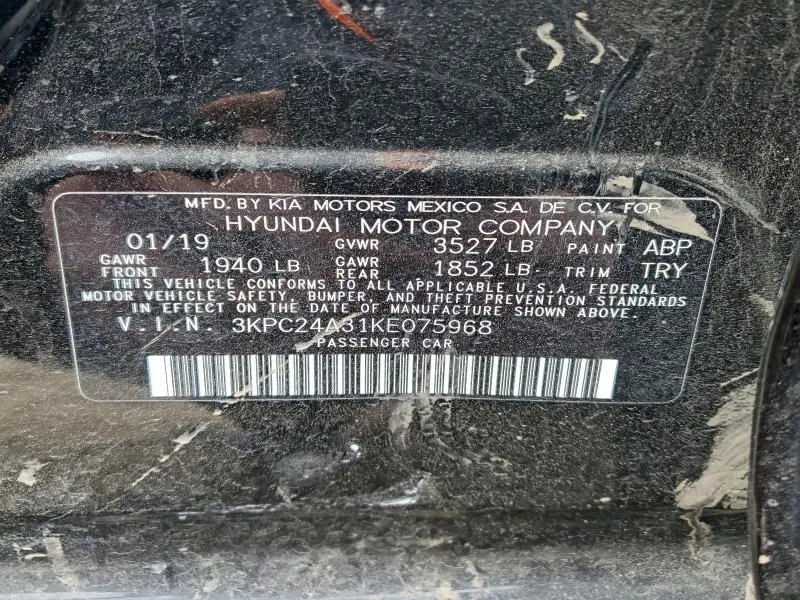 MFD. BY KIA MOTORS MEXICO S.A. DE C.V. FOR
HYUNDAI MOTOR COMPANY
01/19 GVWR 3527 LB PAINT ABP
GAWR FRONT 1940 LB GAWR REAR 1852 LB TRIM TRY
THIS VEHICLE CONFORMS TO ALL APPLICABLE U.S.A. FEDERAL
MOTOR VEHICLE SAFETY, BUMPER, AND THEFT PREVENTION STANDARDS
IN EFFECT ON THE DATE OF MANUFACTURE SHOWN ABOVE.
V.I.N. 3KPC24A31KE075968
PASSENGER CAR